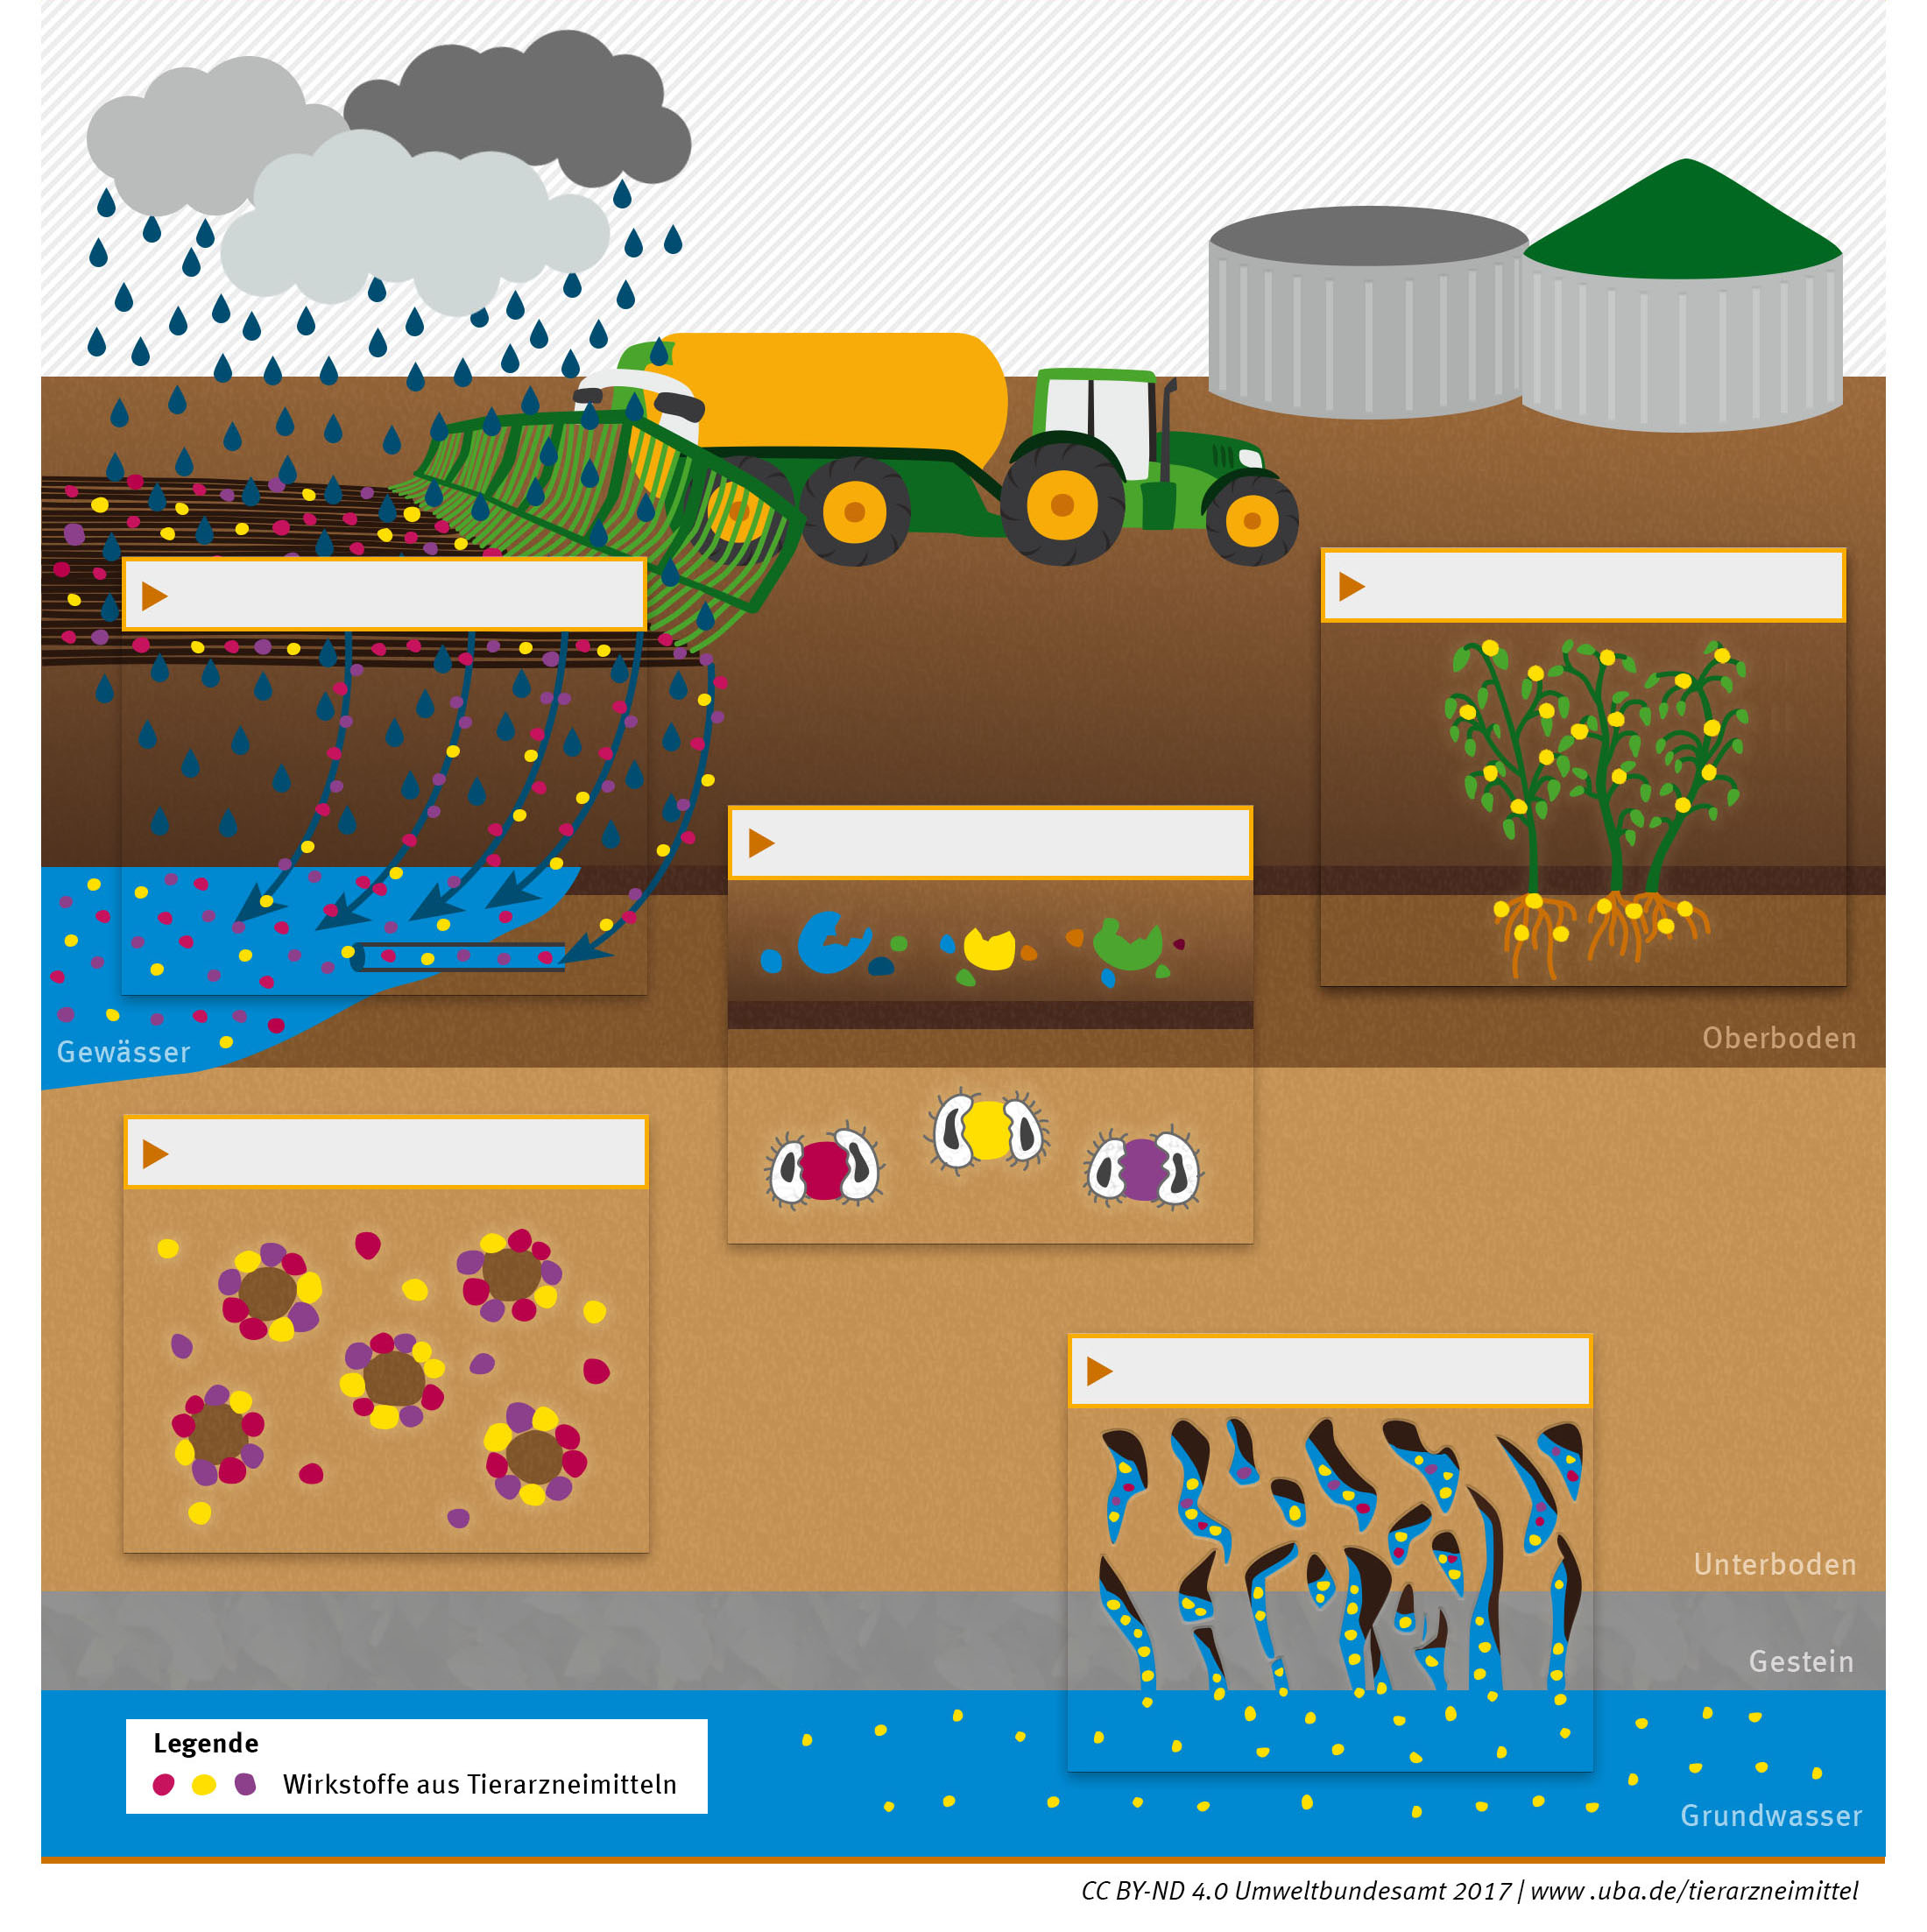 Gewässer
Oberboden
Unterboden
Gestein
Legende
Wirkstoffe aus Tierarzneimitteln
Grundwasser
CC BY-ND 4.0 Umweltbundesamt 2017 | www .uba.de/tierarzneimittel